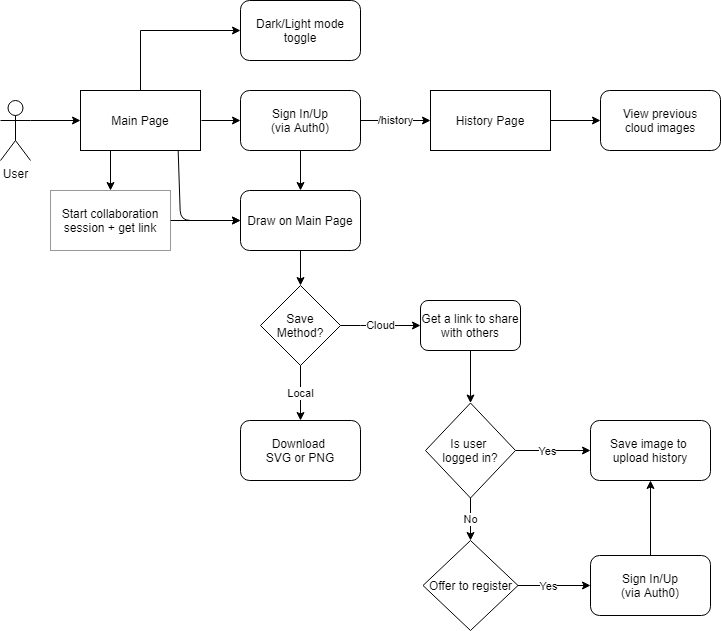 Dark/Light mode
toggle
User
Main Page
Sign In/Up
(via Auth0)
/history
History Page
View previous
cloud images
Start collaboration
session + get link
Draw on Main Page
Save
Method?
Cloud
Get a link to share
with others
Local
Download
SVG or PNG
Is user
logged in?
Yes
Save image to
upload history
No
Offer to register
Yes
Sign In/Up
(via Auth0)